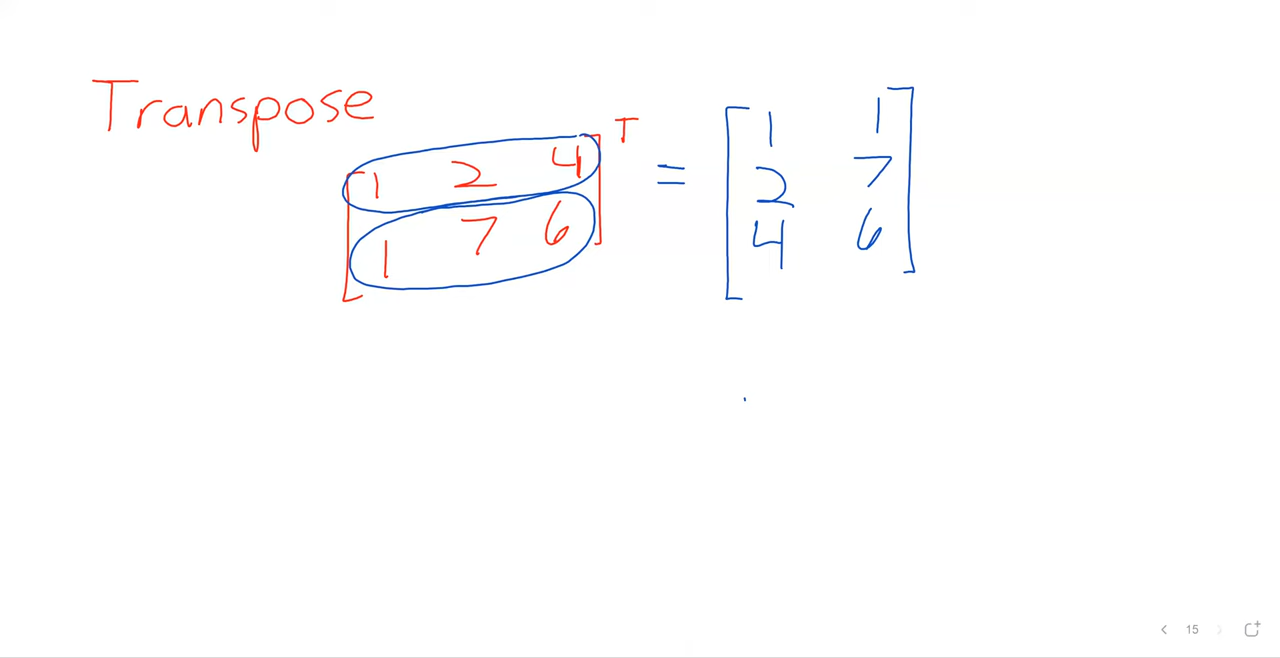 Transpose
[1 2 4
1 7 6]ᵀ = [1 1
2 7
4 6]
15